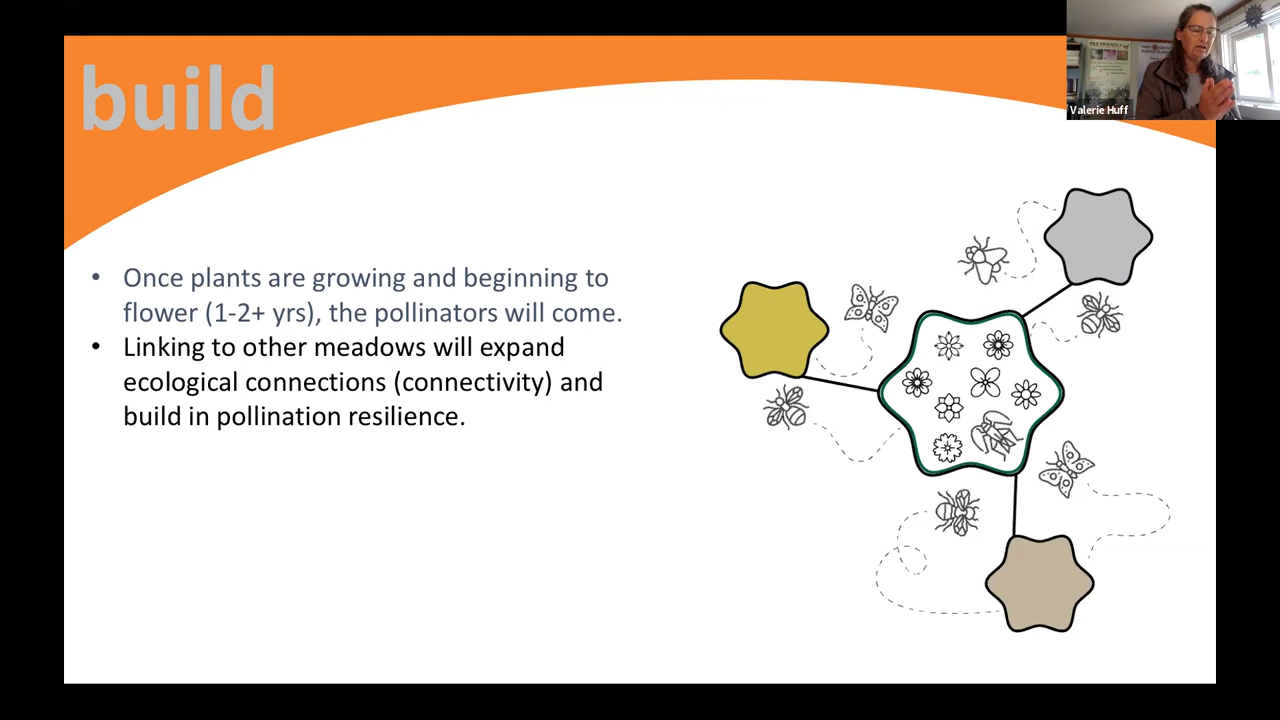 build
• Once plants are growing and beginning to
flower (1-2+ yrs), the pollinators will come.
• Linking to other meadows will expand
ecological connections (connectivity) and
build in pollination resilience.
Valerie Huff